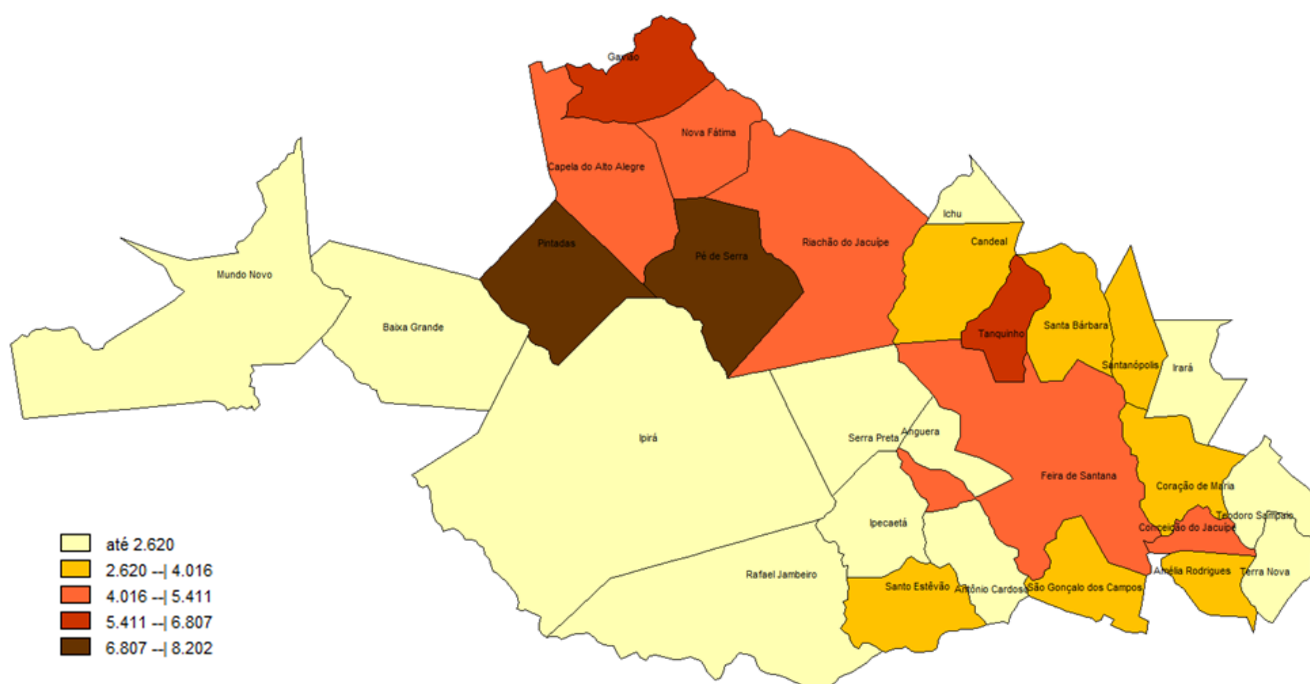 Gavião
Nova Fátima
Capela do Alto Alegre
Ichu
Pintadas
Riachão do Jacuípe
Candeal
Pé de Serra
Mundo Novo
Baixa Grande
Tanquinho
Santa Bárbara
Santanópolis
Irará
Ipirá
Serra Preta
Anguera
Feira de Santana
Coração de Maria
Teodoro Sampaio
Ipecaetá
Conceição do Jacuípe
Rafael Jambeiro
Santo Estêvão
Antônio Cardoso
São Gonçalo dos Campos
Amélia Rodrigues
Terra Nova
até 2.620
2.620 --| 4.016
4.016 --| 5.411
5.411 --| 6.807
6.807 --| 8.202